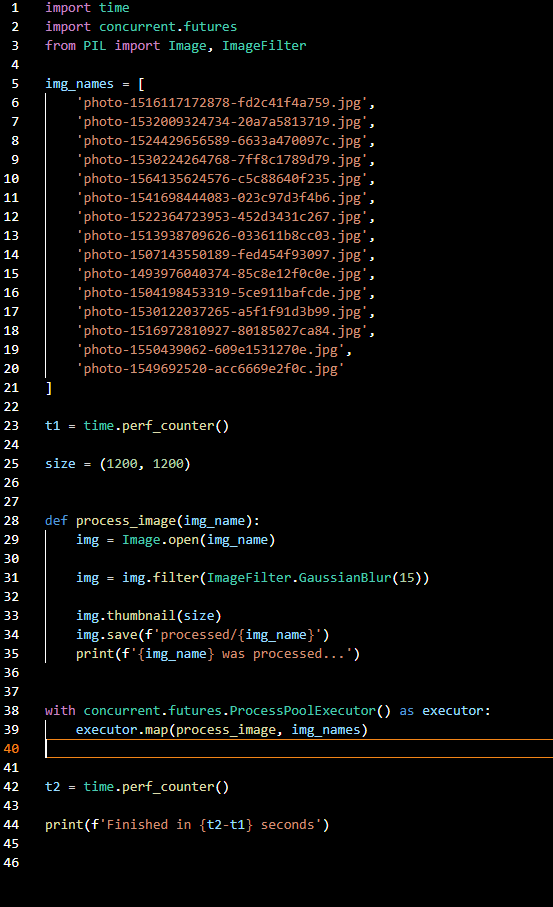 1 import time
2 import concurrent.futures
3 from PIL import Image, ImageFilter
4
5 img_names = [
6     'photo-1516117172878-fd2c41f4a759.jpg',
7     'photo-1532009324734-20a7a5813719.jpg',
8     'photo-1524429656589-6633a470097c.jpg',
9     'photo-1530224264768-7ff8c1789d79.jpg',
10     'photo-1564135624576-c5c88640f235.jpg',
11     'photo-1541698444083-023c97d3f4b6.jpg',
12     'photo-1522364723953-452d3431c267.jpg',
13     'photo-1513938709626-033611b8cc03.jpg',
14     'photo-1507143550189-fed454f93097.jpg',
15     'photo-1493976040374-85c8e12f0c0e.jpg',
16     'photo-1504198453319-5ce911bafcde.jpg',
17     'photo-1530122037265-a5f1f91d3b99.jpg',
18     'photo-1516972810927-80185027ca84.jpg',
19     'photo-1550439062-609e1531270e.jpg',
20     'photo-1549692520-acc6669e2f0c.jpg'
21 ]
22
23 t1 = time.perf_counter()
24
25 size = (1200, 1200)
26
27
28 def process_image(img_name):
29     img = Image.open(img_name)
30
31     img = img.filter(ImageFilter.GaussianBlur(15))
32
33     img.thumbnail(size)
34     img.save(f'processed/{img_name}')
35     print(f'{img_name} was processed...')
36
37
38 with concurrent.futures.ProcessPoolExecutor() as executor:
39     executor.map(process_image, img_names)
40
41
42 t2 = time.perf_counter()
43
44 print(f'Finished in {t2-t1} seconds')
45
46